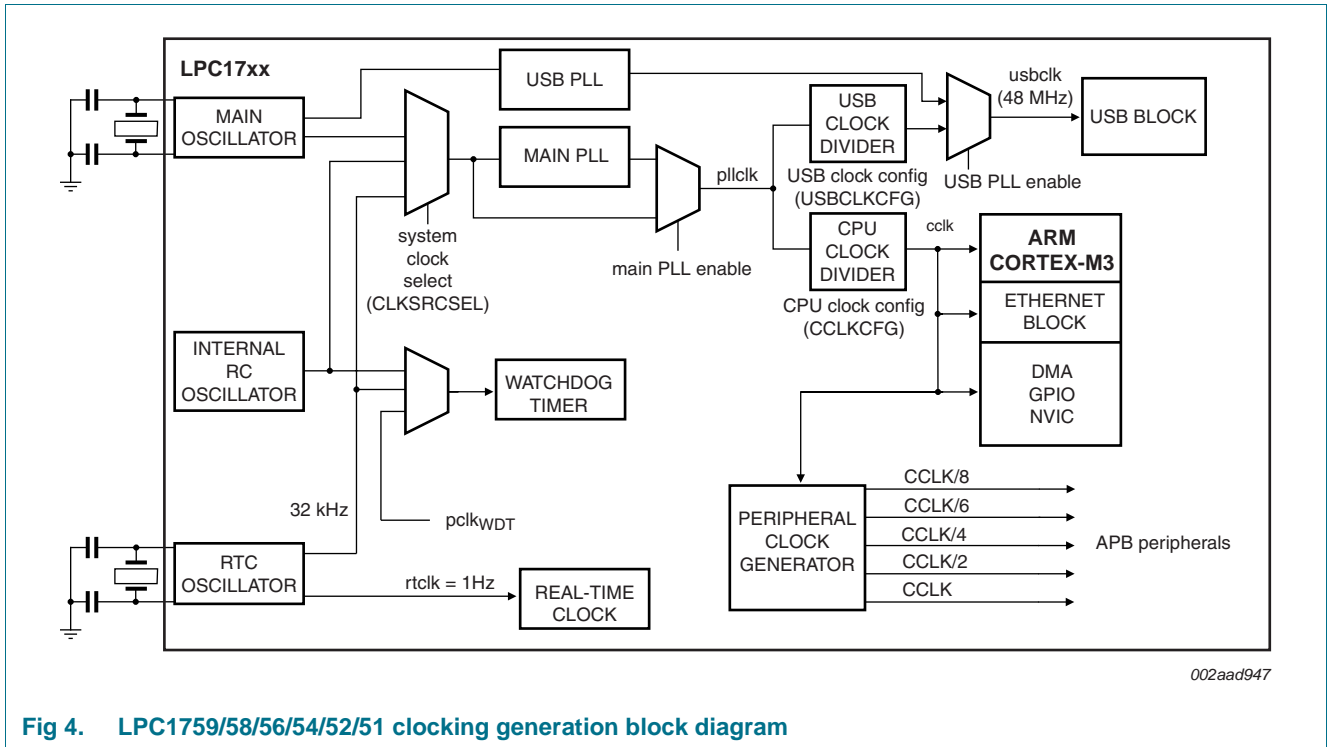 LPC17xx
MAIN
OSCILLATOR
USB PLL
MAIN PLL
system
clock
select
(CLKSRCSEL)
main PLL enable
pllclk
USB
CLOCK
DIVIDER
USB clock config
(USBCLKCFG)
usbclk
(48 MHz)
USB BLOCK
USB PLL enable
CPU
CLOCK
DIVIDER
CPU clock config
(CCLKCFG)
cclk
ARM
CORTEX-M3
ETHERNET
BLOCK
DMA
GPIO
NVIC
INTERNAL
RC
OSCILLATOR
WATCHDOG
TIMER
32 kHz
pclkWDT
RTC
OSCILLATOR
rtclk = 1Hz
REAL-TIME
CLOCK
PERIPHERAL
CLOCK
GENERATOR
CCLK/8
CCLK/6
CCLK/4
CCLK/2
CCLK
APB peripherals
002aad947
Fig 4. LPC1759/58/56/54/52/51 clocking generation block diagram